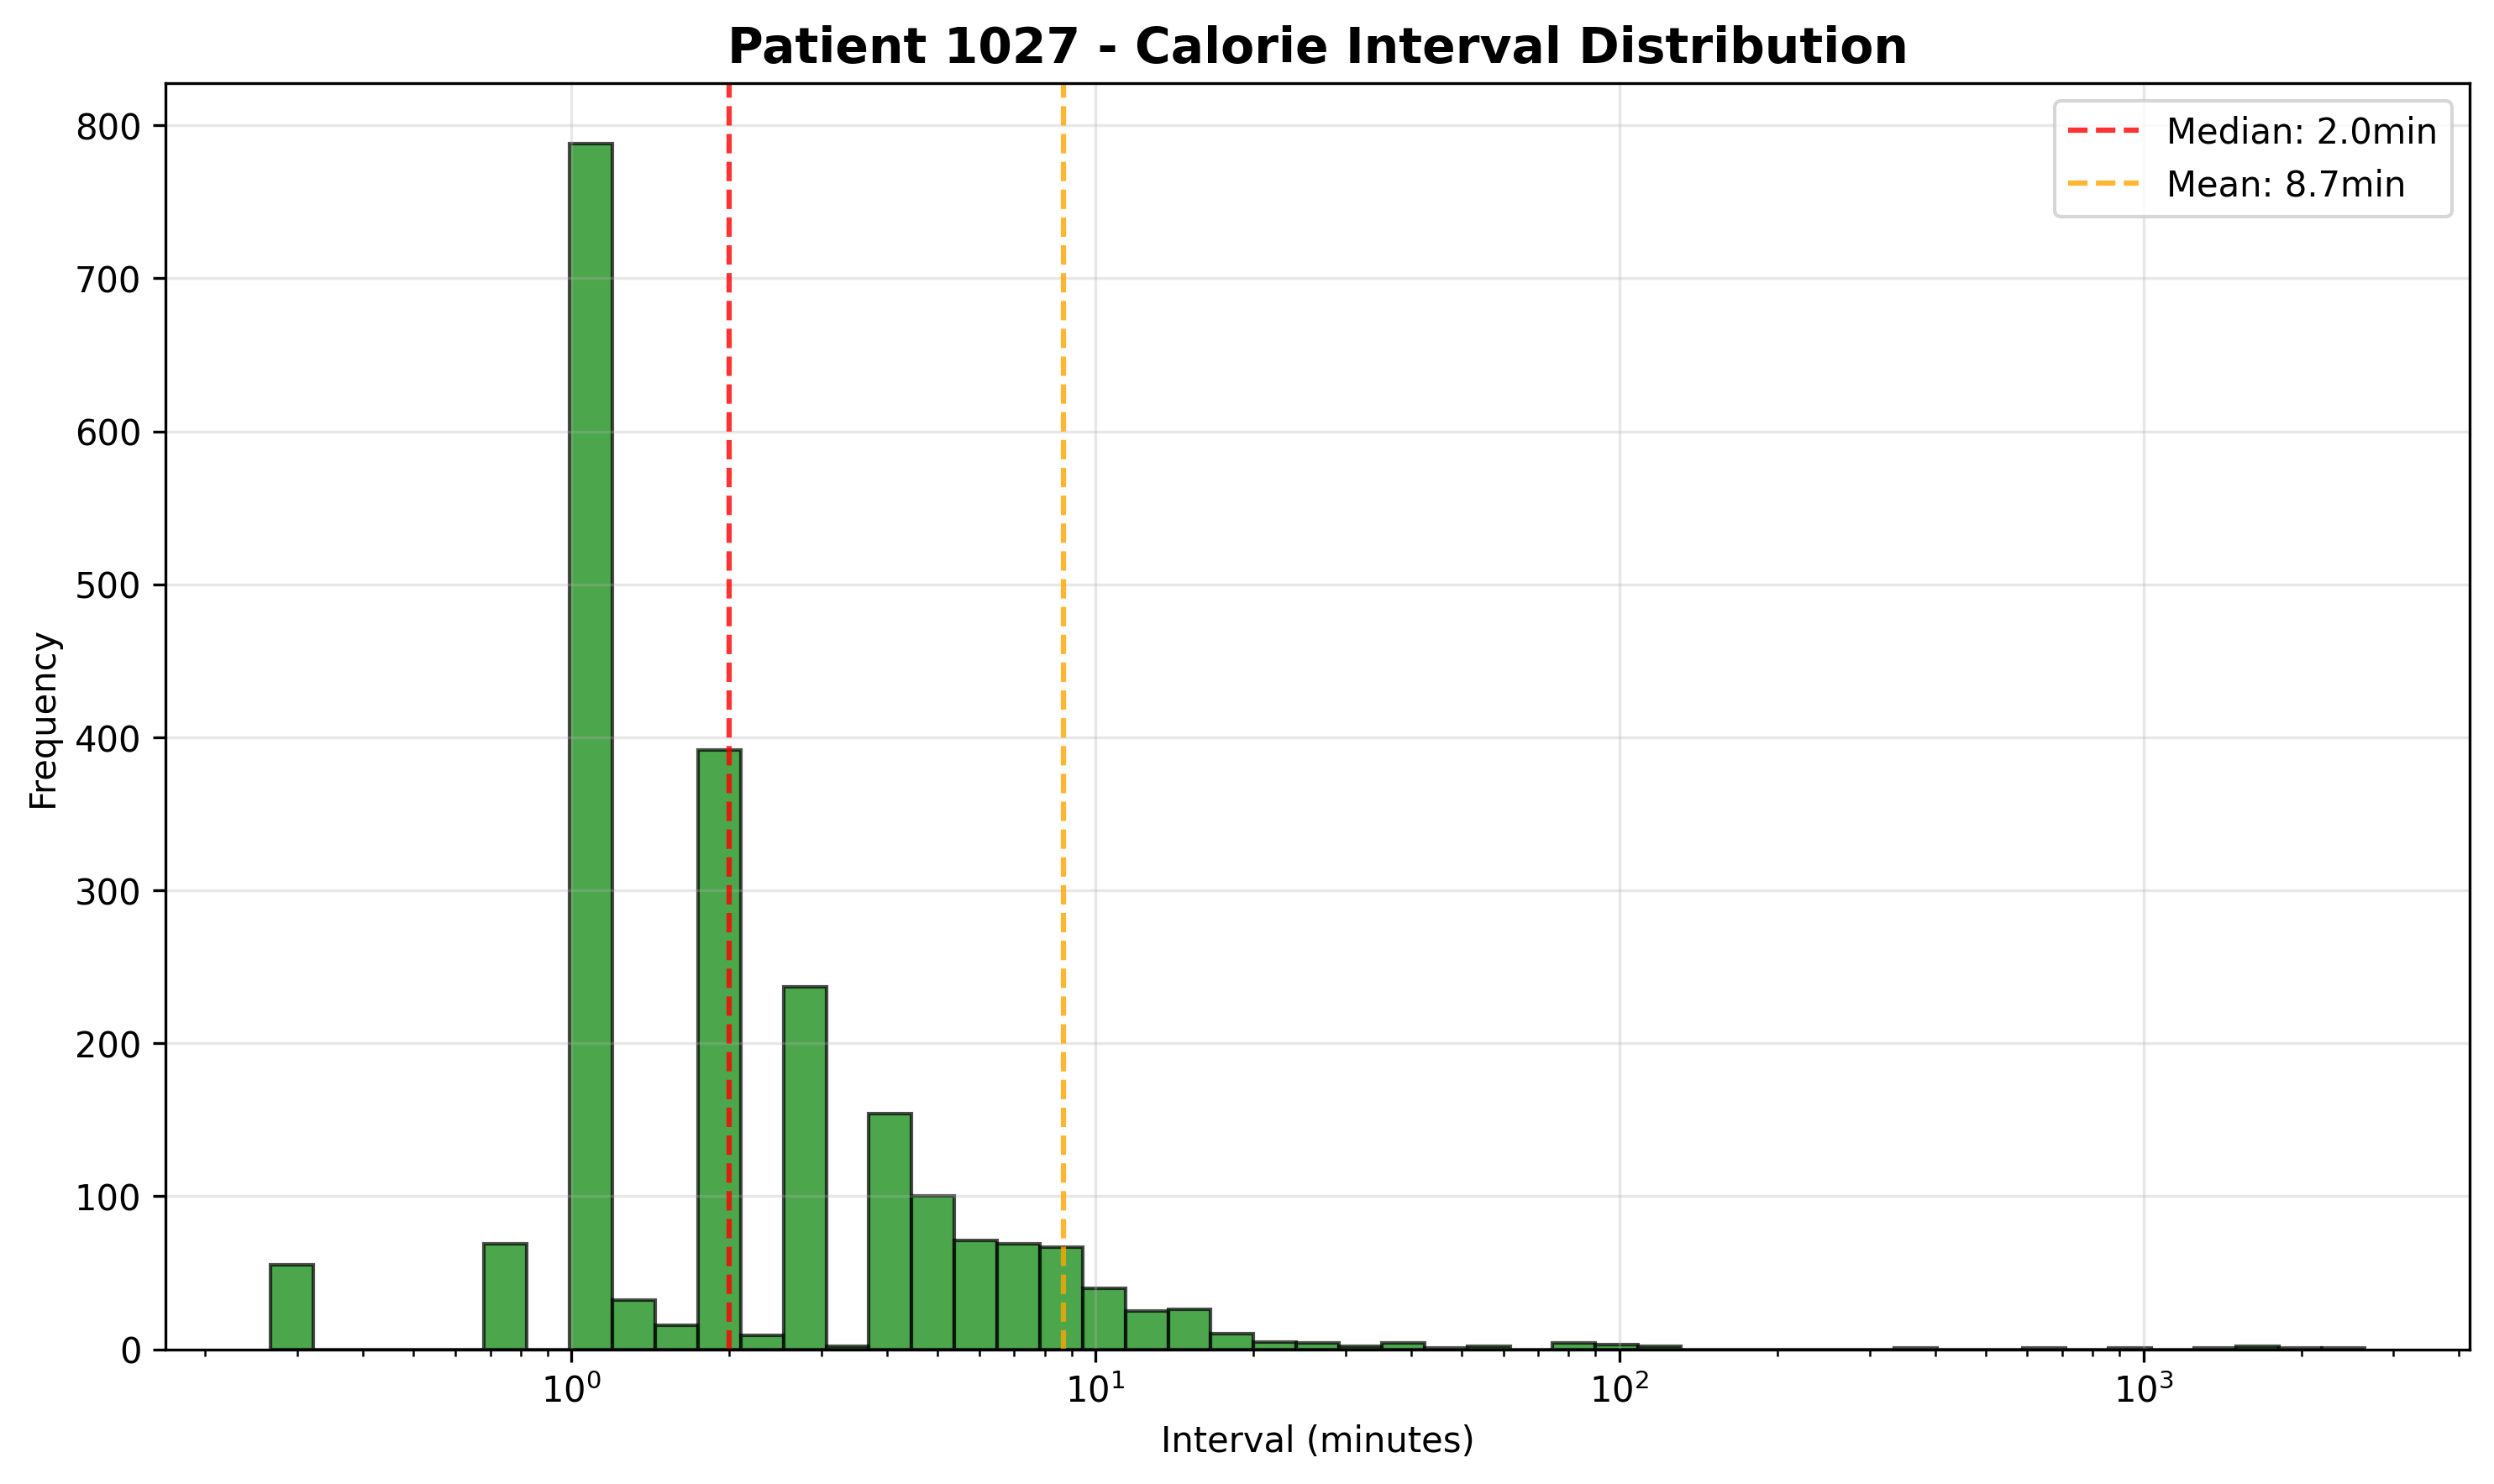 Patient 1027 - Calorie Interval Distribution
Median: 2.0min
Mean: 8.7min
800
700
600
500
400
300
200
100
0
Frequency
10⁰ 10¹ 10² 10³
Interval (minutes)